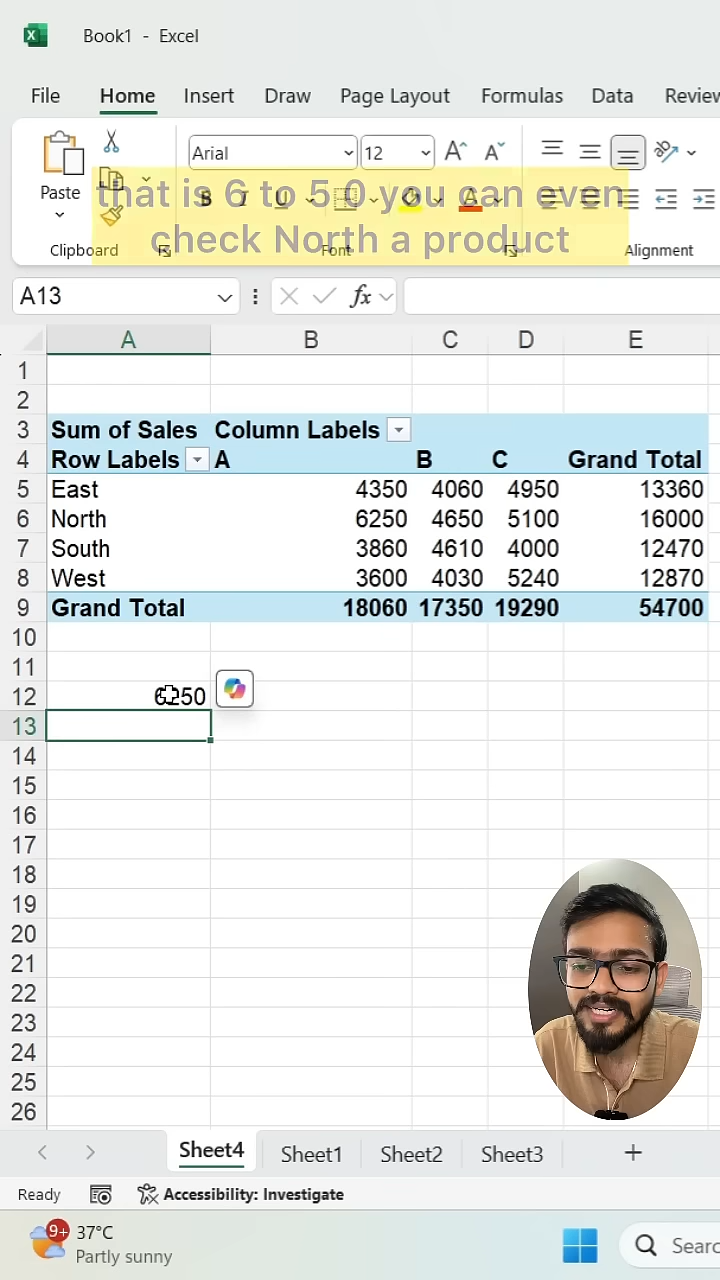 Book1 - Excel
File Home Insert Draw Page Layout Formulas Data Review
Arial 12
Paste
that is 6 to 5 0 you can even
check North a product
Clipboard Font Alignment
A13 fx
A B C D E
1
2
3 Sum of Sales Column Labels
4 Row Labels A B C Grand Total
5 East 4350 4060 4950 13360
6 North 6250 4650 5100 16000
7 South 3860 4610 4000 12470
8 West 3600 4030 5240 12870
9 Grand Total 18060 17350 19290 54700
10
11
12 6250
13
14
15
16
17
18
19
20
21
22
23
24
25
26
Sheet4 Sheet1 Sheet2 Sheet3
Ready Accessibility: Investigate
9+ 37°C
Partly sunny
Searc